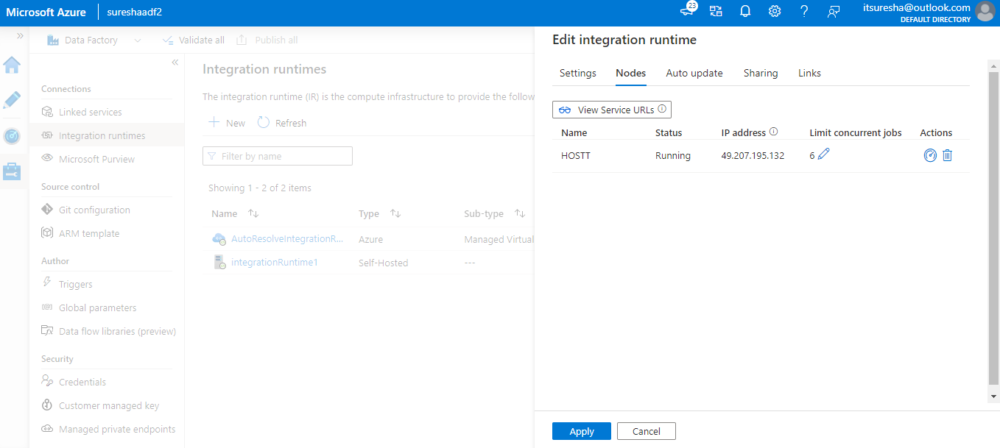 Microsoft Azure sureshaadf2 23 itsuresha@outlook.com
DEFAULT DIRECTORY
Data Factory Validate all Publish all
Connections
Linked services
Integration runtimes
Microsoft Purview
Source control
Git configuration
ARM template
Author
Triggers
Global parameters
Data flow libraries (preview)
Security
Credentials
Customer managed key
Managed private endpoints
Integration runtimes
The integration runtime (IR) is the compute infrastructure to provide the follow
New Refresh
Filter by name
Showing 1 - 2 of 2 items
Name Type Sub-type
AutoResolveIntegrationR... Azure Managed Virtual
integrationRuntime1 Self-Hosted ---
Edit integration runtime
Settings Nodes Auto update Sharing Links
View Service URLs
Name Status IP address Limit concurrent jobs Actions
HOSTT Running 49.207.195.132 6
Apply Cancel